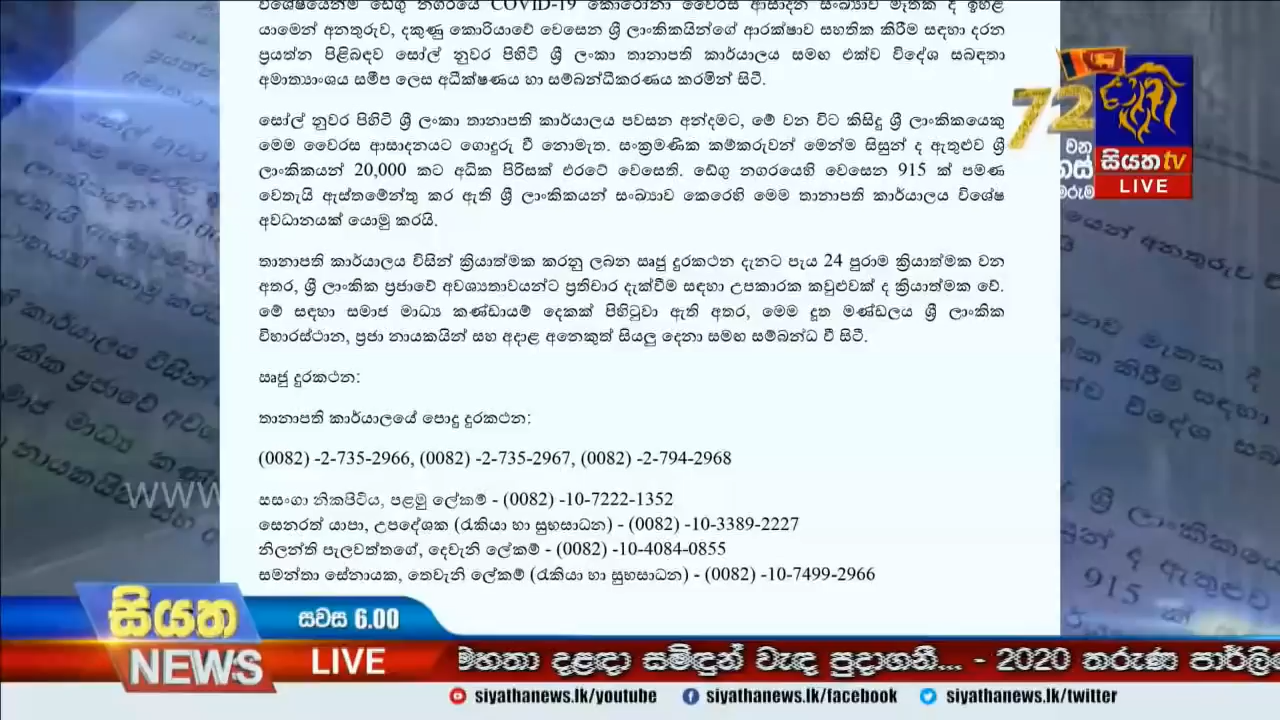 විශේෂයෙන්ම ඩේගු නගරයේ COVID-19 කොරෝනා වෛරස ආසාදන සංඛ්‍යාව මෑතක දී ඉහළ
යාමෙන් අනතුරුව, දකුණු කොරියාවේ වෙසෙන ශ්‍රී ලාංකිකයින්ගේ ආරක්ෂාව සහතික කිරීම සඳහා දරන
ප්‍රයත්න පිළිබඳව සෝල් නුවර පිහිටි ශ්‍රී ලංකා තානාපති කාර්යාලය සමඟ එක්ව විදේශ සබඳතා
අමාත්‍යාංශය සමීප ලෙස අධීක්ෂණය හා සම්බන්ධීකරණය කරමින් සිටී.
සෝල් නුවර පිහිටි ශ්‍රී ලංකා තානාපති කාර්යාලය පවසන අන්දමට, මේ වන විට කිසිදු ශ්‍රී ලාංකිකයෙකු
මෙම වෛරස ආසාදනයට ගොදුරු වී නොමැත. සංක්‍රමණික කම්කරුවන් මෙන්ම සිසුන් ද ඇතුළුව ශ්‍රී
ලාංකිකයන් 20,000 කට අධික පිරිසක් එරටේ වෙසෙති. ඩේගු නගරයෙහි වෙසෙන 915 ක් පමණ
වෙතැයි ඇස්තමේන්තු කර ඇති ශ්‍රී ලාංකිකයන් සංඛ්‍යාව කෙරෙහි මෙම තානාපති කාර්යාලය විශේෂ
අවධානයක් යොමු කරයි.
තානාපති කාර්යාලය විසින් ක්‍රියාත්මක කරනු ලබන සෘජු දුරකථන දැනට පැය 24 පුරාම ක්‍රියාත්මක වන
අතර, ශ්‍රී ලාංකික ප්‍රජාවේ අවශ්‍යතාවයන්ට ප්‍රතිචාර දැක්වීම සඳහා උපකාරක කවුළුවක් ද ක්‍රියාත්මක වේ.
මේ සඳහා සමාජ මාධ්‍ය කණ්ඩායම් දෙකක් පිහිටුවා ඇති අතර, මෙම දූත මණ්ඩලය ශ්‍රී ලාංකික
විහාරස්ථාන, ප්‍රජා නායකයින් සහ අදාළ අනෙකුත් සියලු දෙනා සමඟ සම්බන්ධ වී සිටී.
සෘජු දුරකථන:
තානාපති කාර්යාලයේ පොදු දුරකථන:
(0082) -2-735-2966, (0082) -2-735-2967, (0082) -2-794-2968
සසංගා නිකපිටිය, පළමු ලේකම් - (0082) -10-7222-1352
සෙනරත් යාපා, උපදේශක (රැකියා හා සුභසාධන) - (0082) -10-3389-2227
නිලන්ති පැලවත්තගේ, දෙවැනි ලේකම් - (0082) -10-4084-0855
සමන්තා සේනායක, තෙවැනි ලේකම් (රැකියා හා සුභසාධන) - (0082) -10-7499-2966
72
වන
සියත tv
LIVE
www
සියත
NEWS
සවස 6.00
LIVE
මහතා දළඳා සමිඳුන් වැඳ පුදාගනී... - 2020 තරුණ
siyathanews.lk/youtube
siyathanews.lk/facebook
siyathanews.lk/twitter